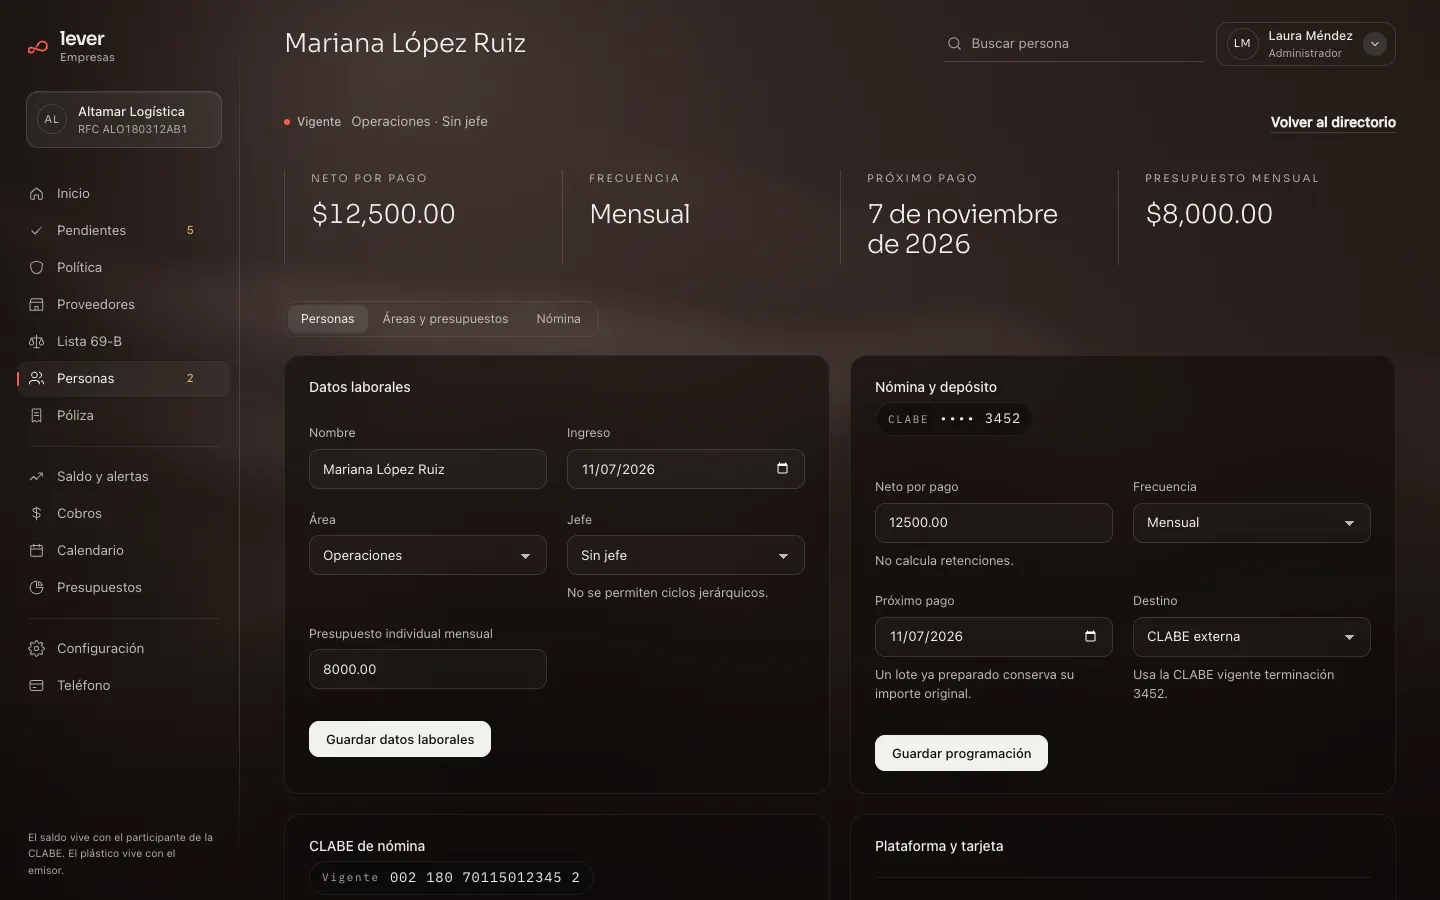 lever
Empresas
Mariana López Ruiz
Buscar persona
LM
Laura Méndez
Administrador
AL
Altamar Logística
RFC ALO180312AB1
Vigente
Operaciones · Sin jefe
Volver al directorio
Inicio
Pendientes 5
Política
Proveedores
Lista 69-B
Personas 2
Póliza
Saldo y alertas
Cobros
Calendario
Presupuestos
Configuración
Teléfono
El saldo vive con el participante de la
CLABE. El plástico vive con el
emisor.
NETO POR PAGO
$12,500.00
FRECUENCIA
Mensual
PRÓXIMO PAGO
7 de noviembre
de 2026
PRESUPUESTO MENSUAL
$8,000.00
Personas
Áreas y presupuestos
Nómina
Datos laborales
Nombre
Mariana López Ruiz
Ingreso
11/07/2026
Área
Operaciones
Jefe
Sin jefe
No se permiten ciclos jerárquicos.
Presupuesto individual mensual
8000.00
Guardar datos laborales
Nómina y depósito
CLABE •••• 3452
Neto por pago
12500.00
No calcula retenciones.
Frecuencia
Mensual
Próximo pago
11/07/2026
Un lote ya preparado conserva su
importe original.
Destino
CLABE externa
Usa la CLABE vigente terminación
3452.
Guardar programación
CLABE de nómina
Vigente 002 180 70115012345 2
Plataforma y tarjeta